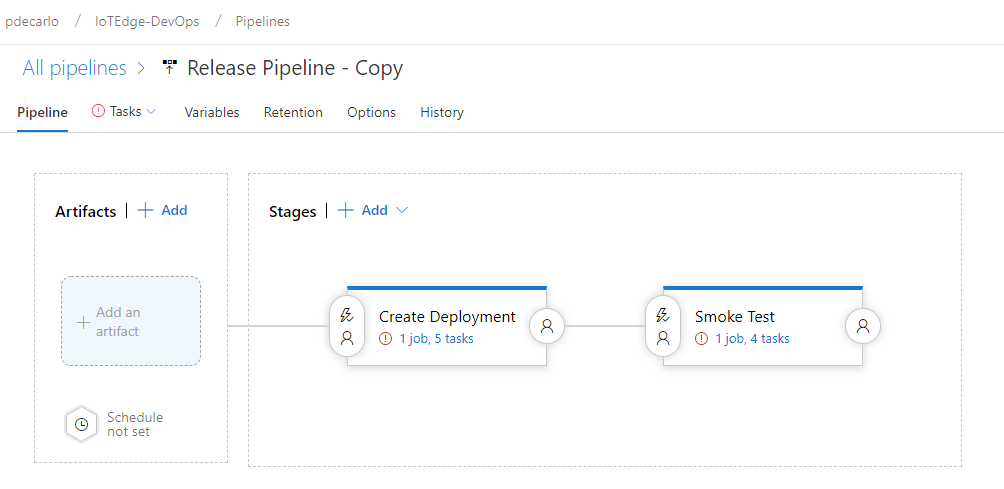 pdecarlo / IoTEdge-DevOps / Pipelines
All pipelines > Release Pipeline - Copy
Pipeline Tasks Variables Retention Options History
Artifacts | + Add
Stages | + Add
Add an
artifact
Schedule
not set
Create Deployment
1 job, 5 tasks
Smoke Test
1 job, 4 tasks